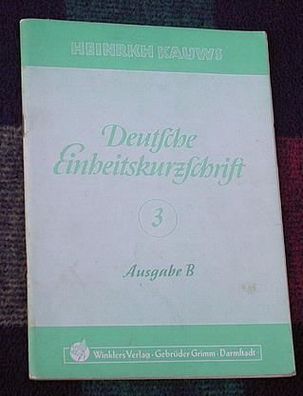 HEINRICH KAUWS
Deutſche
Einheitskurzſchrift
3
Ausgabe B
Winklers Verlag · Gebrüder Grimm · Darmſtadt